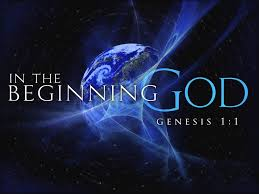 IN THE
BEGINNING GOD
GENESIS 1:1